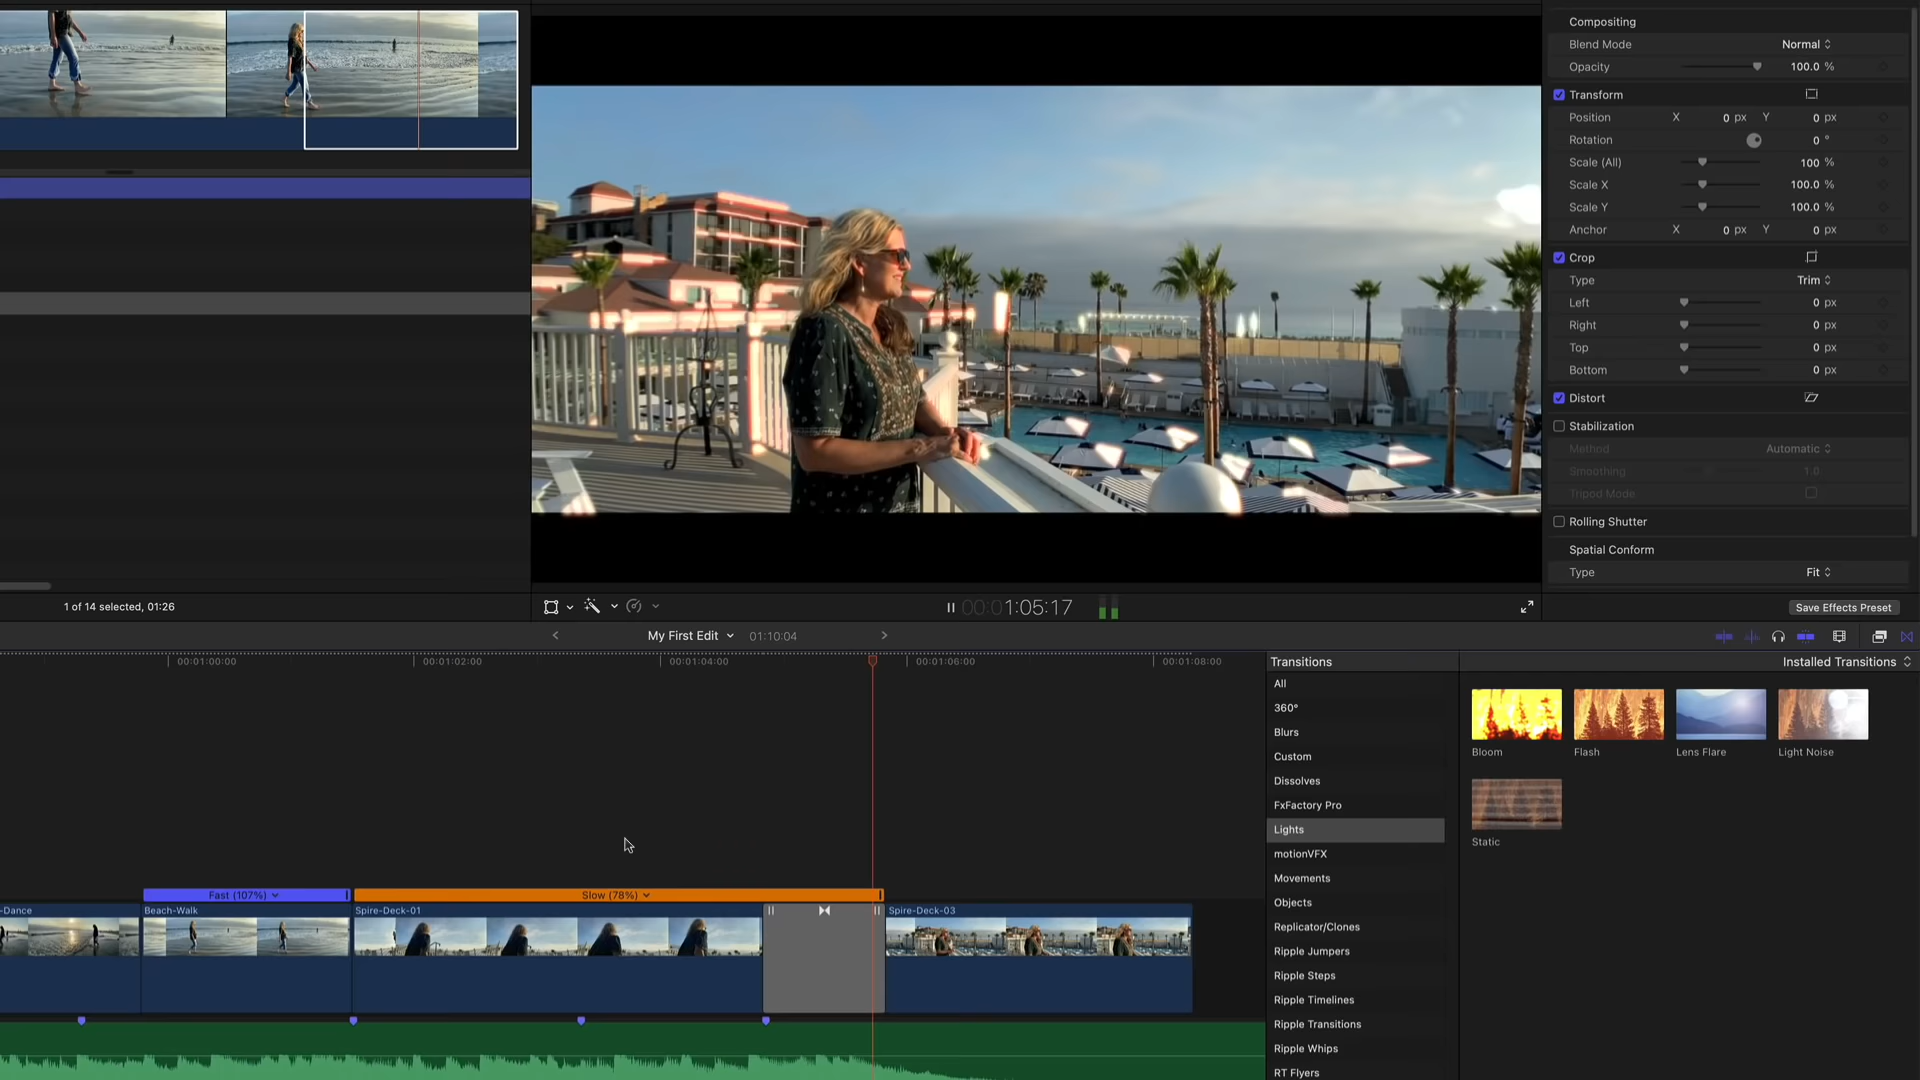 Compositing
Blend Mode Normal
Opacity 100.0 %
Transform
Position X 0 px Y 0 px
Rotation 0 °
Scale (All) 100 %
Scale X 100.0 %
Scale Y 100.0 %
Anchor X 0 px Y 0 px
Crop
Type Trim
Left 0 px
Right 0 px
Top 0 px
Bottom 0 px
Distort
Stabilization
Method Automatic
Smoothing 1.0
Tripod Mode
Rolling Shutter
Spatial Conform
Type Fit
1 of 14 selected, 01:26
00:01:05:17
Save Effects Preset
My First Edit 01:10:04
00:01:00:00 00:01:02:00 00:01:04:00 00:01:06:00 00:01:08:00
Transitions
Installed Transitions
All
360°
Blurs
Custom
Dissolves
FxFactory Pro
Lights
motionVFX
Movements
Objects
Replicator/Clones
Ripple Jumpers
Ripple Steps
Ripple Timelines
Ripple Transitions
Ripple Whips
RT Flyers
Bloom
Flash
Lens Flare
Light Noise
Static
Fast (107%)
Slow (78%)
-Dance
Beach-Walk
Spire-Deck-01
Spire-Deck-03